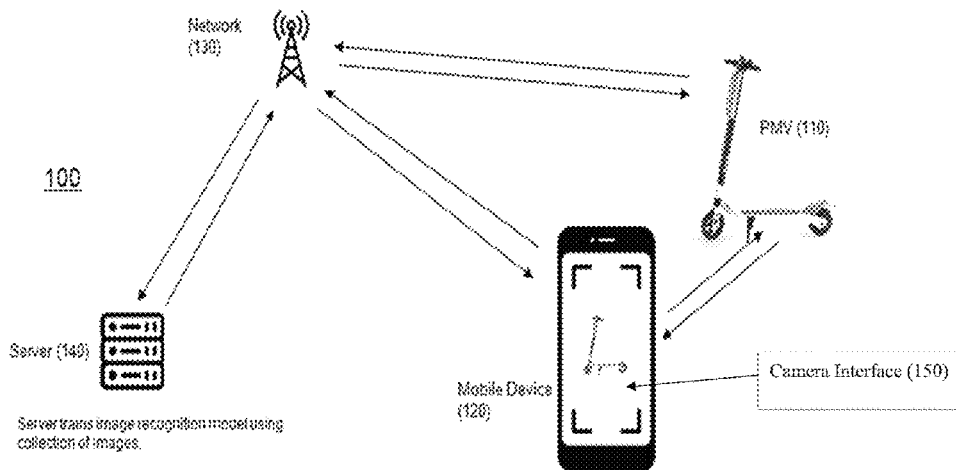 Network
(130)
PMV (110)
100
Server (140)
Mobile Device
(120)
Camera Interface (150)
Server trains image recognition model using
collection of images.